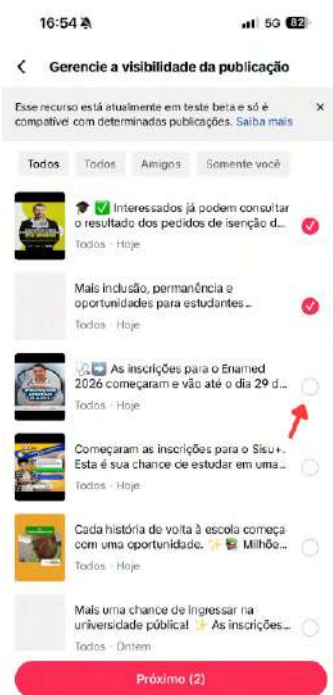 16:54
5G 82
Gerencie a visibilidade da publicação
Esse recurso está atualmente em teste beta e só é
compatível com determinadas publicações. Saiba mais
Todos Todos Amigos Somente você
🎓 ✅ Interessados já podem consultar
o resultado dos pedidos de isenção d...
Todos · Hoje
Mais inclusão, permanência e
oportunidades para estudantes...
Todos · Hoje
🩺➡️ As inscrições para o Enamed
2026 começaram e vão até o dia 29 d...
Todos · Hoje
Começaram as inscrições para o Sisu+.
Esta é sua chance de estudar em uma...
Todos · Hoje
Cada história de volta à escola começa
com uma oportunidade. ✨ 📚 Milhõe...
Todos · Hoje
Mais uma chance de ingressar na
universidade pública! ✨ As inscrições...
Todos · Ontem
Próximo (2)